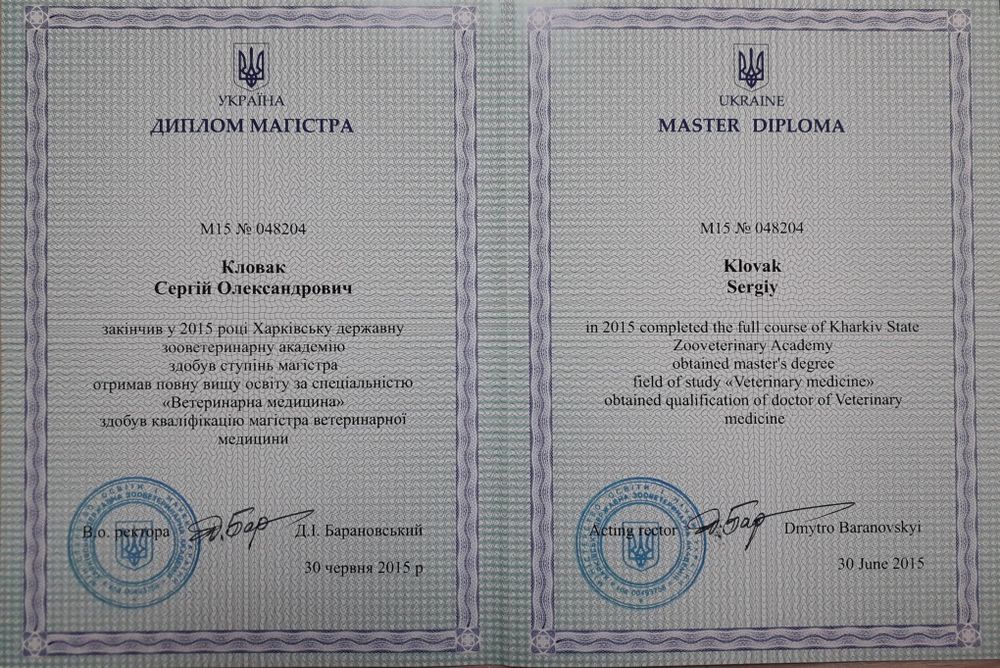 УКРАЇНА
ДИПЛОМ МАГІСТРА
М15 № 048204
Кловак
Сергій Олександрович
закінчив у 2015 році Харківську державну
зооветеринарну академію
здобув ступінь магістра
отримав повну вищу освіту за спеціальністю
«Ветеринарна медицина»
здобув кваліфікацію магістра ветеринарної
медицини
В.о. ректора Д.І. Барановський
30 червня 2015 р
UKRAINE
MASTER DIPLOMA
М15 № 048204
Klovak
Sergiy
in 2015 completed the full course of Kharkiv State
Zooveterinary Academy
obtained master's degree
field of study «Veterinary medicine»
obtained qualification of doctor of Veterinary
medicine
Acting rector Dmytro Baranovskyi
30 June 2015